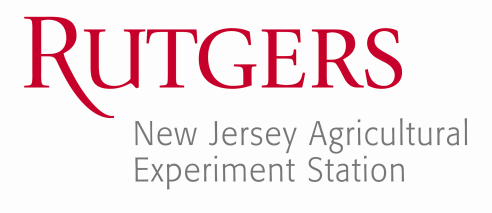 RUTGERS
New Jersey Agricultural
Experiment Station